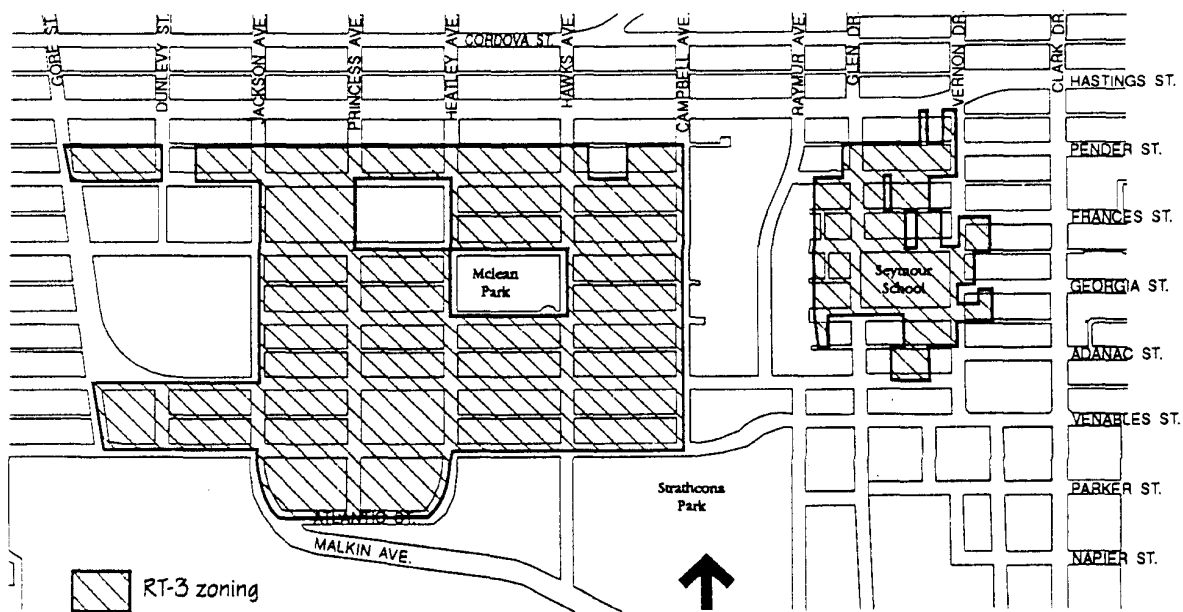 GORE ST.
DUNLEVY ST.
JACKSON AVE.
PRINCESS AVE.
HEATLEY AVE.
CORDOVA ST.
HAWKS AVE.
CAMPBELL AVE.
RAYMUR AVE.
GLEN DR.
VERNON DR.
CLARK DR.
HASTINGS ST.
PENDER ST.
FRANCES ST.
Mclean
Park
Seymour
School
GEORGIA ST.
ADANAC ST.
VENABLES ST.
Strathcona
Park
PARKER ST.
ATLANTIC ST.
MALKIN AVE.
NAPIER ST.
RT-3 zoning